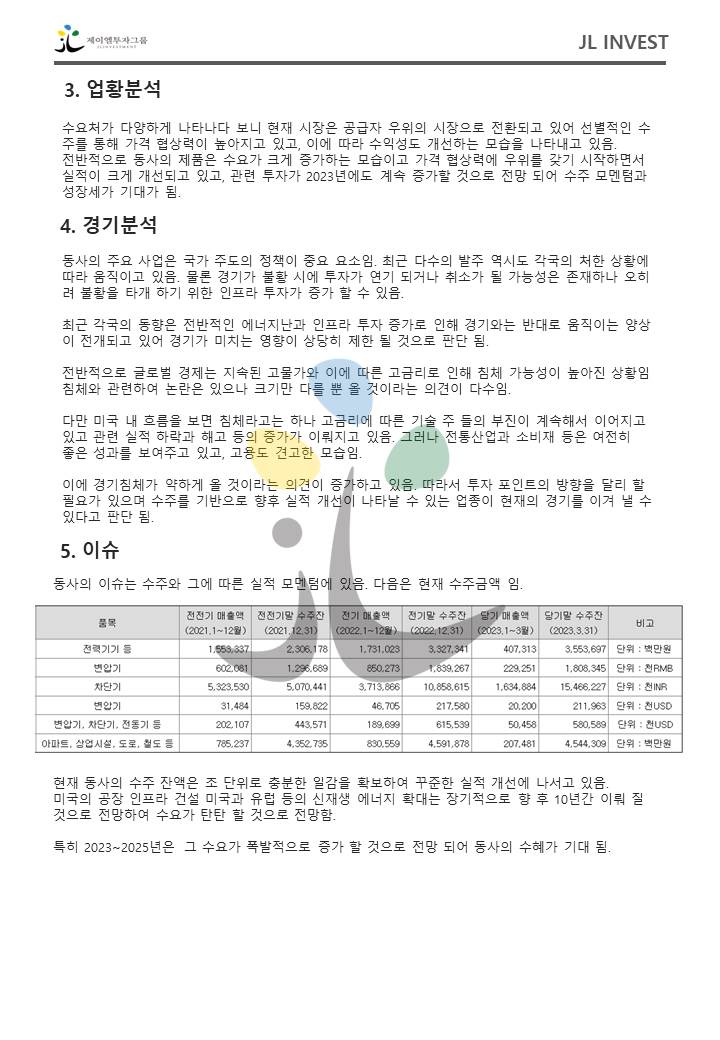 제이엘투자그룹
JLINVESTMENT
JL INVEST
3. 업황분석
수요처가 다양하게 나타나다 보니 현재 시장은 공급자 우위의 시장으로 전환되고 있어 선별적인 수
주를 통해 가격 협상력이 높아지고 있고, 이에 따라 수익성도 개선하는 모습을 나타내고 있음.
전반적으로 동사의 제품은 수요가 크게 증가하는 모습이고 가격 협상력에 우위를 갖기 시작하면서
실적이 크게 개선되고 있고, 관련 투자가 2023년에도 계속 증가할 것으로 전망 되어 수주 모멘텀과
성장세가 기대가 됨.
4. 경기분석
동사의 주요 사업은 국가 주도의 정책이 중요 요소임. 최근 다수의 발주 역시도 각국의 처한 상황에
따라 움직이고 있음. 물론 경기가 불황 시에 투자가 연기 되거나 취소가 될 가능성은 존재하나 오히
려 불황을 타개 하기 위한 인프라 투자가 증가 할 수 있음.
최근 각국의 동향은 전반적인 에너지난과 인프라 투자 증가로 인해 경기와는 반대로 움직이는 양상
이 전개되고 있어 경기가 미치는 영향이 상당히 제한 될 것으로 판단 됨.
전반적으로 글로벌 경제는 지속된 고물가와 이에 따른 고금리로 인해 침체 가능성이 높아진 상황임
침체와 관련하여 논란은 있으나 크기만 다를 뿐 올 것이라는 의견이 다수임.
다만 미국 내 흐름을 보면 침체라고는 하나 고금리에 따른 기술 주 들의 부진이 계속해서 이어지고
있고 관련 실적 하락과 해고 등의 증가가 이뤄지고 있음. 그러나 전통산업과 소비재 등은 여전히
좋은 성과를 보여주고 있고, 고용도 견고한 모습임.
이에 경기침체가 약하게 올 것이라는 의견이 증가하고 있음. 따라서 투자 포인트의 방향을 달리 할
필요가 있으며 수주를 기반으로 향후 실적 개선이 나타날 수 있는 업종이 현재의 경기를 이겨 낼 수
있다고 판단 됨.
5. 이슈
동사의 이슈는 수주와 그에 따른 실적 모멘텀에 있음. 다음은 현재 수주금액 임.
품목 전전기 매출액 (2021.1~12월) 전전기말 수주잔 (2021.12.31) 전기 매출액 (2022.1~12월) 전기말 수주잔 (2022.12.31) 당기 매출액 (2023.1~3월) 당기말 수주잔 (2023.3.31) 비고
전력기기 등 1,553,337 2,306,178 1,731,023 3,327,341 407,313 3,553,697 단위 : 백만원
변압기 602,081 1,296,689 850,273 1,839,267 229,251 1,808,345 단위 : 천RMB
차단기 5,323,530 5,070,441 3,713,866 10,858,615 1,634,884 15,466,227 단위 : 천INR
변압기 31,484 159,822 46,705 217,580 20,200 211,963 단위 : 천USD
변압기, 차단기, 전동기 등 202,107 443,571 189,699 615,539 50,458 580,589 단위 : 천USD
아파트, 상업시설, 도로, 철도 등 785,237 4,352,735 830,559 4,591,878 207,481 4,544,309 단위 : 백만원
현재 동사의 수주 잔액은 조 단위로 충분한 일감을 확보하여 꾸준한 실적 개선에 나서고 있음.
미국의 공장 인프라 건설 미국과 유럽 등의 신재생 에너지 확대는 장기적으로 향 후 10년간 이뤄 질
것으로 전망하여 수요가 탄탄 할 것으로 전망함.
특히 2023~2025년은 그 수요가 폭발적으로 증가 할 것으로 전망 되어 동사의 수혜가 기대 됨.